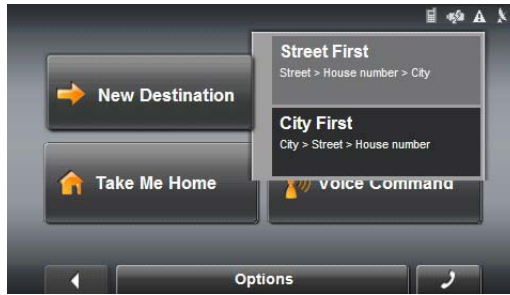 Street First
Street > House number > City
New Destination
City First
City > Street > House number
Take Me Home
Voice Command
Options